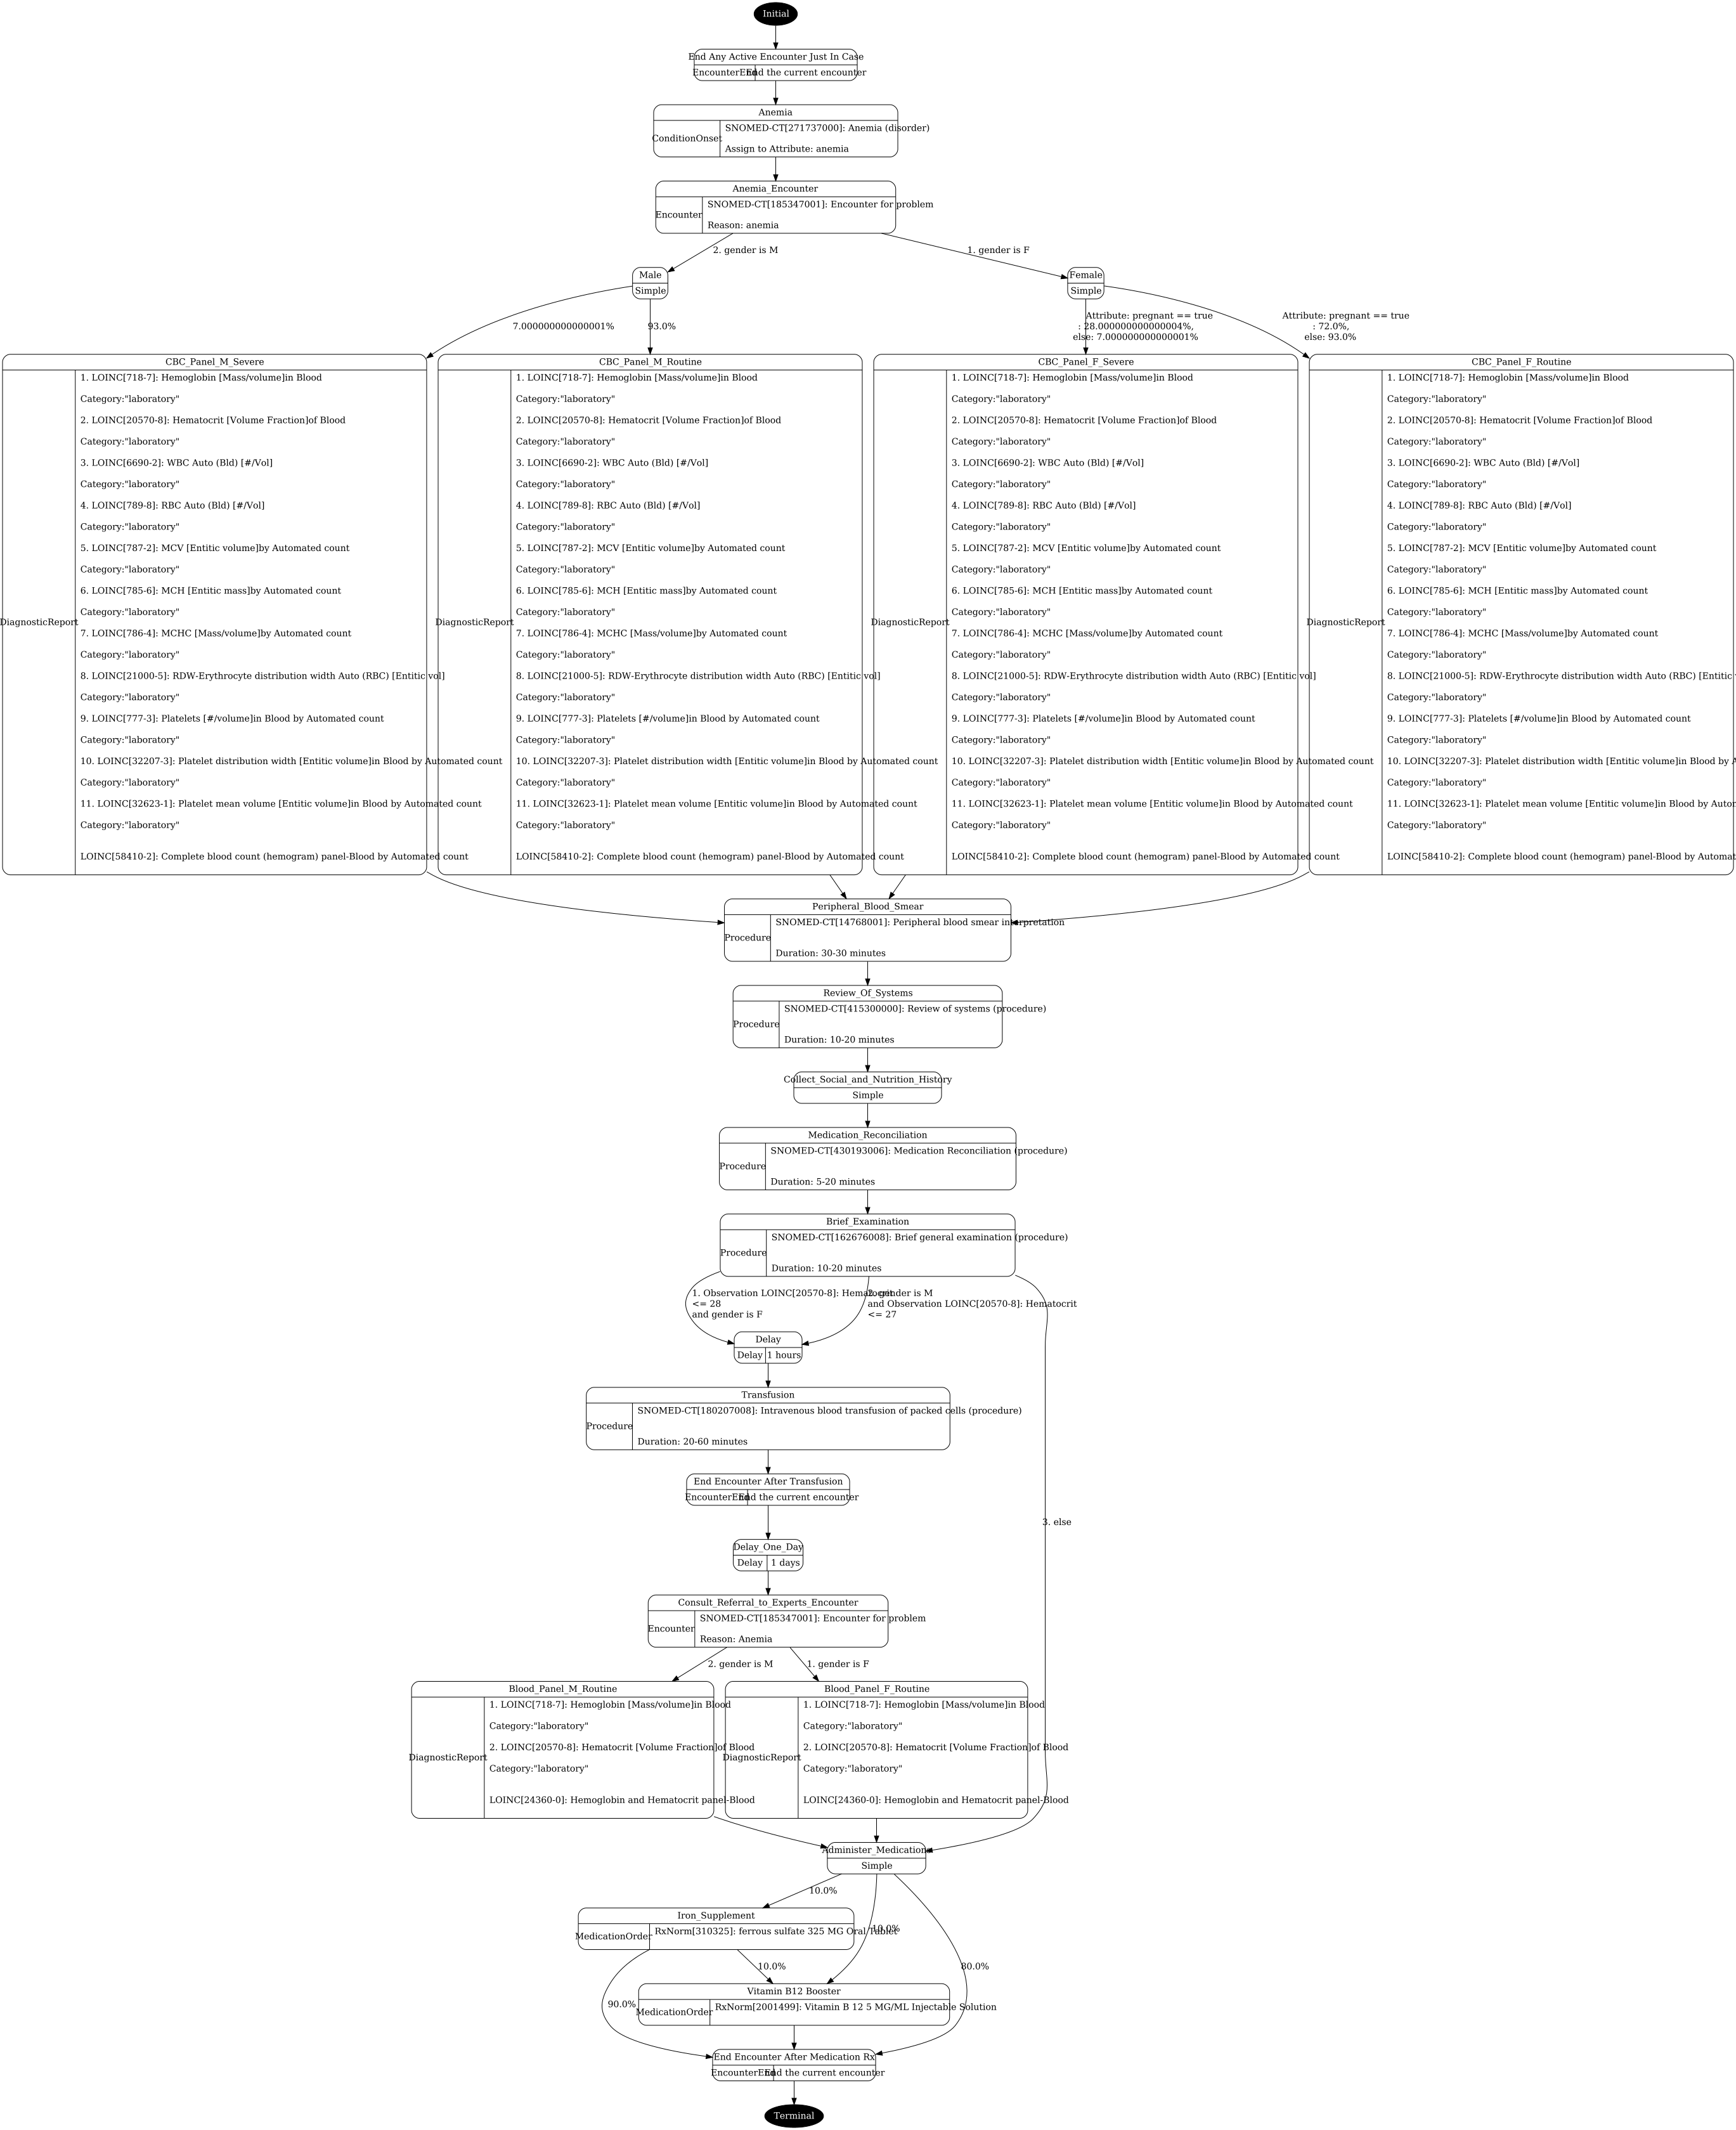 Initial
End Any Active Encounter Just In Case
EncounterEnd
End the current encounter
Anemia
ConditionOnset
SNOMED-CT[271737000]: Anemia (disorder)
Assign to Attribute: anemia
Anemia_Encounter
Encounter
SNOMED-CT[185347001]: Encounter for problem
Reason: anemia
2. gender is M
1. gender is F
Male
Simple
Female
Simple
7.000000000000001%
93.0%
Attribute: pregnant == true
: 28.000000000000004%,
else: 7.000000000000001%
Attribute: pregnant == true
: 72.0%,
else: 93.0%
CBC_Panel_M_Severe
DiagnosticReport
1. LOINC[718-7]: Hemoglobin [Mass/volume]in Blood
Category:"laboratory"
2. LOINC[20570-8]: Hematocrit [Volume Fraction]of Blood
Category:"laboratory"
3. LOINC[6690-2]: WBC Auto (Bld) [#/Vol]
Category:"laboratory"
4. LOINC[789-8]: RBC Auto (Bld) [#/Vol]
Category:"laboratory"
5. LOINC[787-2]: MCV [Entitic volume]by Automated count
Category:"laboratory"
6. LOINC[785-6]: MCH [Entitic mass]by Automated count
Category:"laboratory"
7. LOINC[786-4]: MCHC [Mass/volume]by Automated count
Category:"laboratory"
8. LOINC[21000-5]: RDW-Erythrocyte distribution width Auto (RBC) [Entitic vol]
Category:"laboratory"
9. LOINC[777-3]: Platelets [#/volume]in Blood by Automated count
Category:"laboratory"
10. LOINC[32207-3]: Platelet distribution width [Entitic volume]in Blood by Automated count
Category:"laboratory"
11. LOINC[32623-1]: Platelet mean volume [Entitic volume]in Blood by Automated count
Category:"laboratory"
LOINC[58410-2]: Complete blood count (hemogram) panel-Blood by Automated count
CBC_Panel_M_Routine
DiagnosticReport
1. LOINC[718-7]: Hemoglobin [Mass/volume]in Blood
Category:"laboratory"
2. LOINC[20570-8]: Hematocrit [Volume Fraction]of Blood
Category:"laboratory"
3. LOINC[6690-2]: WBC Auto (Bld) [#/Vol]
Category:"laboratory"
4. LOINC[789-8]: RBC Auto (Bld) [#/Vol]
Category:"laboratory"
5. LOINC[787-2]: MCV [Entitic volume]by Automated count
Category:"laboratory"
6. LOINC[785-6]: MCH [Entitic mass]by Automated count
Category:"laboratory"
7. LOINC[786-4]: MCHC [Mass/volume]by Automated count
Category:"laboratory"
8. LOINC[21000-5]: RDW-Erythrocyte distribution width Auto (RBC) [Entitic vol]
Category:"laboratory"
9. LOINC[777-3]: Platelets [#/volume]in Blood by Automated count
Category:"laboratory"
10. LOINC[32207-3]: Platelet distribution width [Entitic volume]in Blood by Automated count
Category:"laboratory"
11. LOINC[32623-1]: Platelet mean volume [Entitic volume]in Blood by Automated count
Category:"laboratory"
LOINC[58410-2]: Complete blood count (hemogram) panel-Blood by Automated count
CBC_Panel_F_Severe
DiagnosticReport
1. LOINC[718-7]: Hemoglobin [Mass/volume]in Blood
Category:"laboratory"
2. LOINC[20570-8]: Hematocrit [Volume Fraction]of Blood
Category:"laboratory"
3. LOINC[6690-2]: WBC Auto (Bld) [#/Vol]
Category:"laboratory"
4. LOINC[789-8]: RBC Auto (Bld) [#/Vol]
Category:"laboratory"
5. LOINC[787-2]: MCV [Entitic volume]by Automated count
Category:"laboratory"
6. LOINC[785-6]: MCH [Entitic mass]by Automated count
Category:"laboratory"
7. LOINC[786-4]: MCHC [Mass/volume]by Automated count
Category:"laboratory"
8. LOINC[21000-5]: RDW-Erythrocyte distribution width Auto (RBC) [Entitic vol]
Category:"laboratory"
9. LOINC[777-3]: Platelets [#/volume]in Blood by Automated count
Category:"laboratory"
10. LOINC[32207-3]: Platelet distribution width [Entitic volume]in Blood by Automated count
Category:"laboratory"
11. LOINC[32623-1]: Platelet mean volume [Entitic volume]in Blood by Automated count
Category:"laboratory"
LOINC[58410-2]: Complete blood count (hemogram) panel-Blood by Automated count
CBC_Panel_F_Routine
DiagnosticReport
1. LOINC[718-7]: Hemoglobin [Mass/volume]in Blood
Category:"laboratory"
2. LOINC[20570-8]: Hematocrit [Volume Fraction]of Blood
Category:"laboratory"
3. LOINC[6690-2]: WBC Auto (Bld) [#/Vol]
Category:"laboratory"
4. LOINC[789-8]: RBC Auto (Bld) [#/Vol]
Category:"laboratory"
5. LOINC[787-2]: MCV [Entitic volume]by Automated count
Category:"laboratory"
6. LOINC[785-6]: MCH [Entitic mass]by Automated count
Category:"laboratory"
7. LOINC[786-4]: MCHC [Mass/volume]by Automated count
Category:"laboratory"
8. LOINC[21000-5]: RDW-Erythrocyte distribution width Auto (RBC) [Entitic
Category:"laboratory"
9. LOINC[777-3]: Platelets [#/volume]in Blood by Automated count
Category:"laboratory"
10. LOINC[32207-3]: Platelet distribution width [Entitic volume]in Blood by
Category:"laboratory"
11. LOINC[32623-1]: Platelet mean volume [Entitic volume]in Blood by
Category:"laboratory"
LOINC[58410-2]: Complete blood count (hemogram) panel-Blood by
Peripheral_Blood_Smear
Procedure
SNOMED-CT[14768001]: Peripheral blood smear interpretation
Duration: 30-30 minutes
Review_Of_Systems
Procedure
SNOMED-CT[415300000]: Review of systems (procedure)
Duration: 10-20 minutes
Collect_Social_and_Nutrition_History
Simple
Medication_Reconciliation
Procedure
SNOMED-CT[430193006]: Medication Reconciliation (procedure)
Duration: 5-20 minutes
Brief_Examination
Procedure
SNOMED-CT[162676008]: Brief general examination (procedure)
Duration: 10-20 minutes
1. Observation LOINC[20570-8]: Hematocrit
<= 28
and gender is F
2. gender is M
and Observation LOINC[20570-8]: Hematocrit
<= 27
Delay
Delay
1 hours
Transfusion
Procedure
SNOMED-CT[180207008]: Intravenous blood transfusion of packed cells (procedure)
Duration: 20-60 minutes
End Encounter After Transfusion
EncounterEnd
End the current encounter
3. else
Delay_One_Day
Delay
1 days
Consult_Referral_to_Experts_Encounter
Encounter
SNOMED-CT[185347001]: Encounter for problem
Reason: Anemia
2. gender is M
1. gender is F
Blood_Panel_M_Routine
DiagnosticReport
1. LOINC[718-7]: Hemoglobin [Mass/volume]in Blood
Category:"laboratory"
2. LOINC[20570-8]: Hematocrit [Volume Fraction]of Blood
Category:"laboratory"
LOINC[24360-0]: Hemoglobin and Hematocrit panel-Blood
Blood_Panel_F_Routine
DiagnosticReport
1. LOINC[718-7]: Hemoglobin [Mass/volume]in Blood
Category:"laboratory"
2. LOINC[20570-8]: Hematocrit [Volume Fraction]of Blood
Category:"laboratory"
LOINC[24360-0]: Hemoglobin and Hematocrit panel-Blood
Administer_Medications
Simple
10.0%
Iron_Supplement
MedicationOrder
RxNorm[310325]: ferrous sulfate 325 MG Oral Tablet
10.0%
10.0%
80.0%
Vitamin B12 Booster
MedicationOrder
RxNorm[2001499]: Vitamin B 12 5 MG/ML Injectable Solution
90.0%
End Encounter After Medication Rx
EncounterEnd
End the current encounter
Terminal